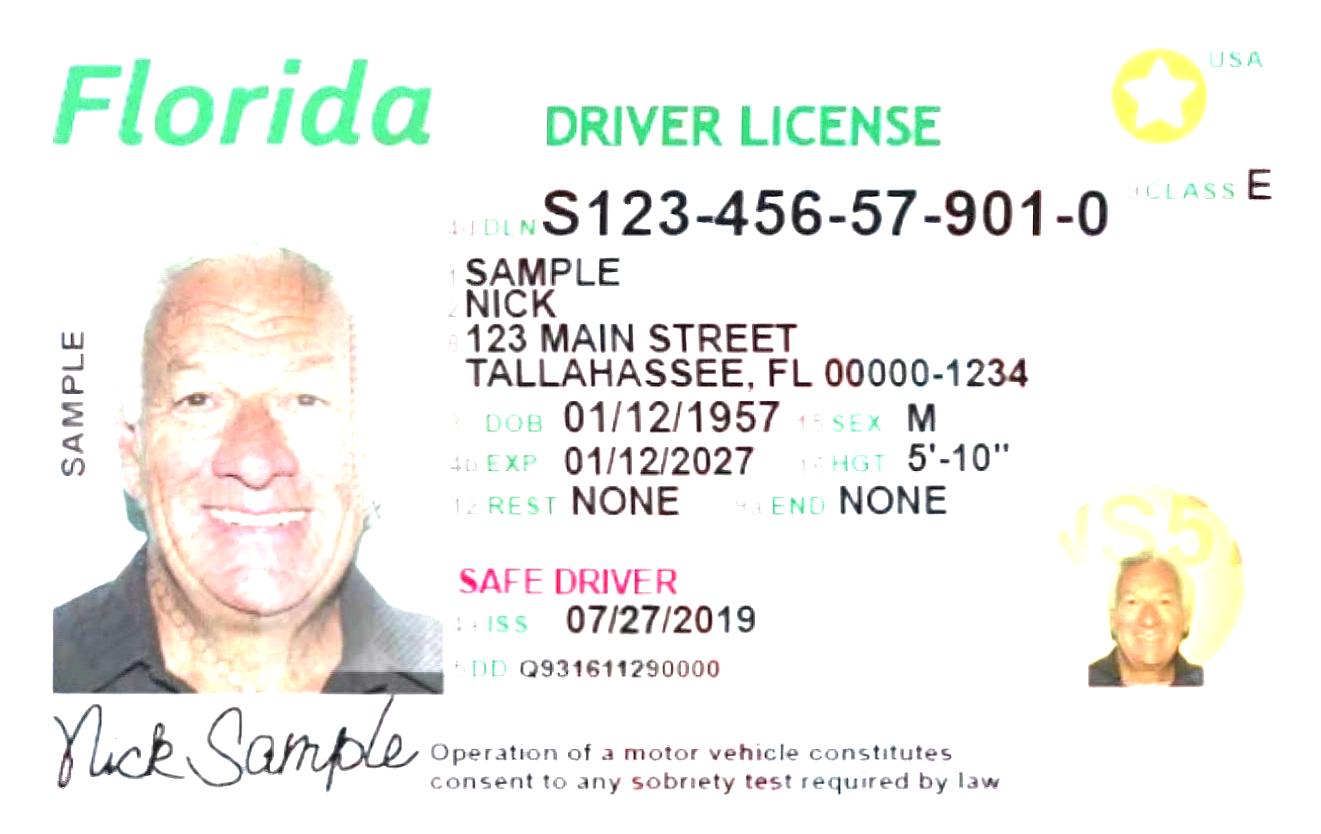 Florida
DRIVER LICENSE
USA
9 CLASS E
4d DLN S123-456-57-901-0
1 SAMPLE
2 NICK
8 123 MAIN STREET
TALLAHASSEE, FL 00000-1234
3 DOB 01/12/1957 15 SEX M
4b EXP 01/12/2027 16 HGT 5'-10"
12 REST NONE 9a END NONE
SAMPLE
SAFE DRIVER
4a ISS 07/27/2019
5 DD Q931611290000
Nick Sample
Operation of a motor vehicle constitutes
consent to any sobriety test required by law